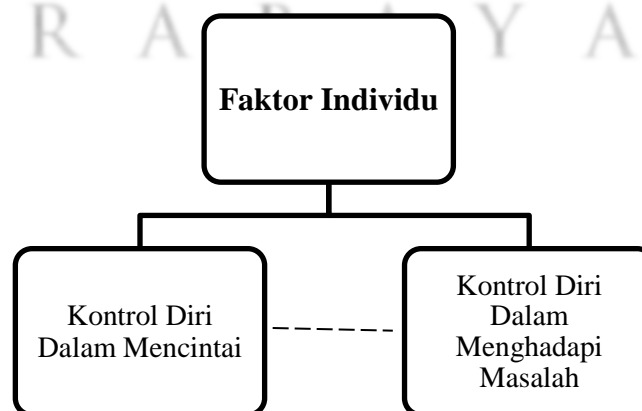 R A B A Y A
Faktor Individu
Kontrol Diri
Dalam Mencintai
Kontrol Diri
Dalam
Menghadapi
Masalah